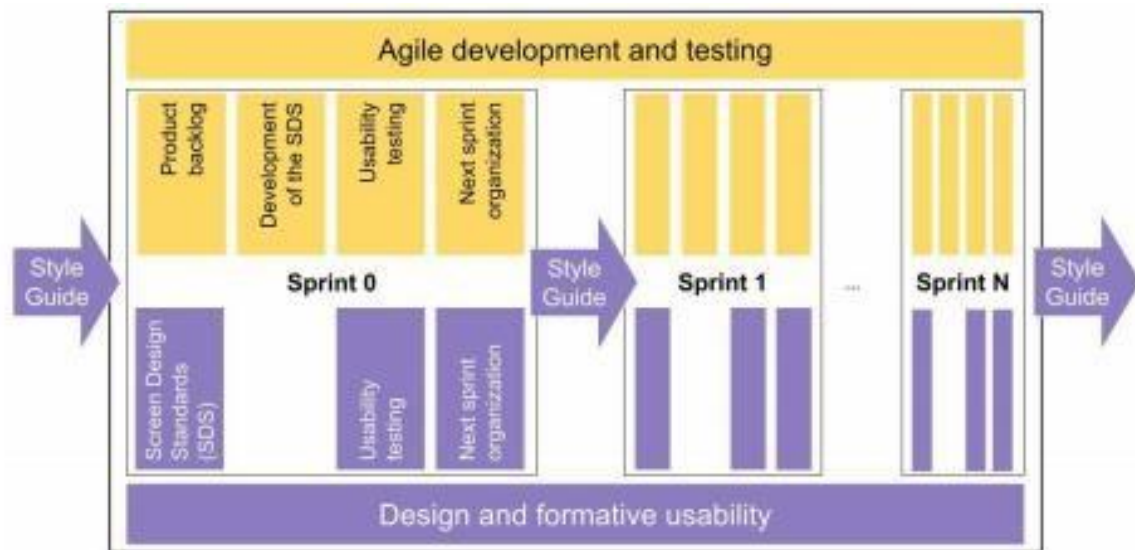 Agile development and testing
Product
backlog
Development
of the SDS
Usability
testing
Next sprint
organization
Style
Guide
Sprint 0
Style
Guide
Sprint 1
...
Sprint N
Style
Guide
Screen Design
Standards
(SDS)
Usability
testing
Next sprint
organization
Design and formative usability